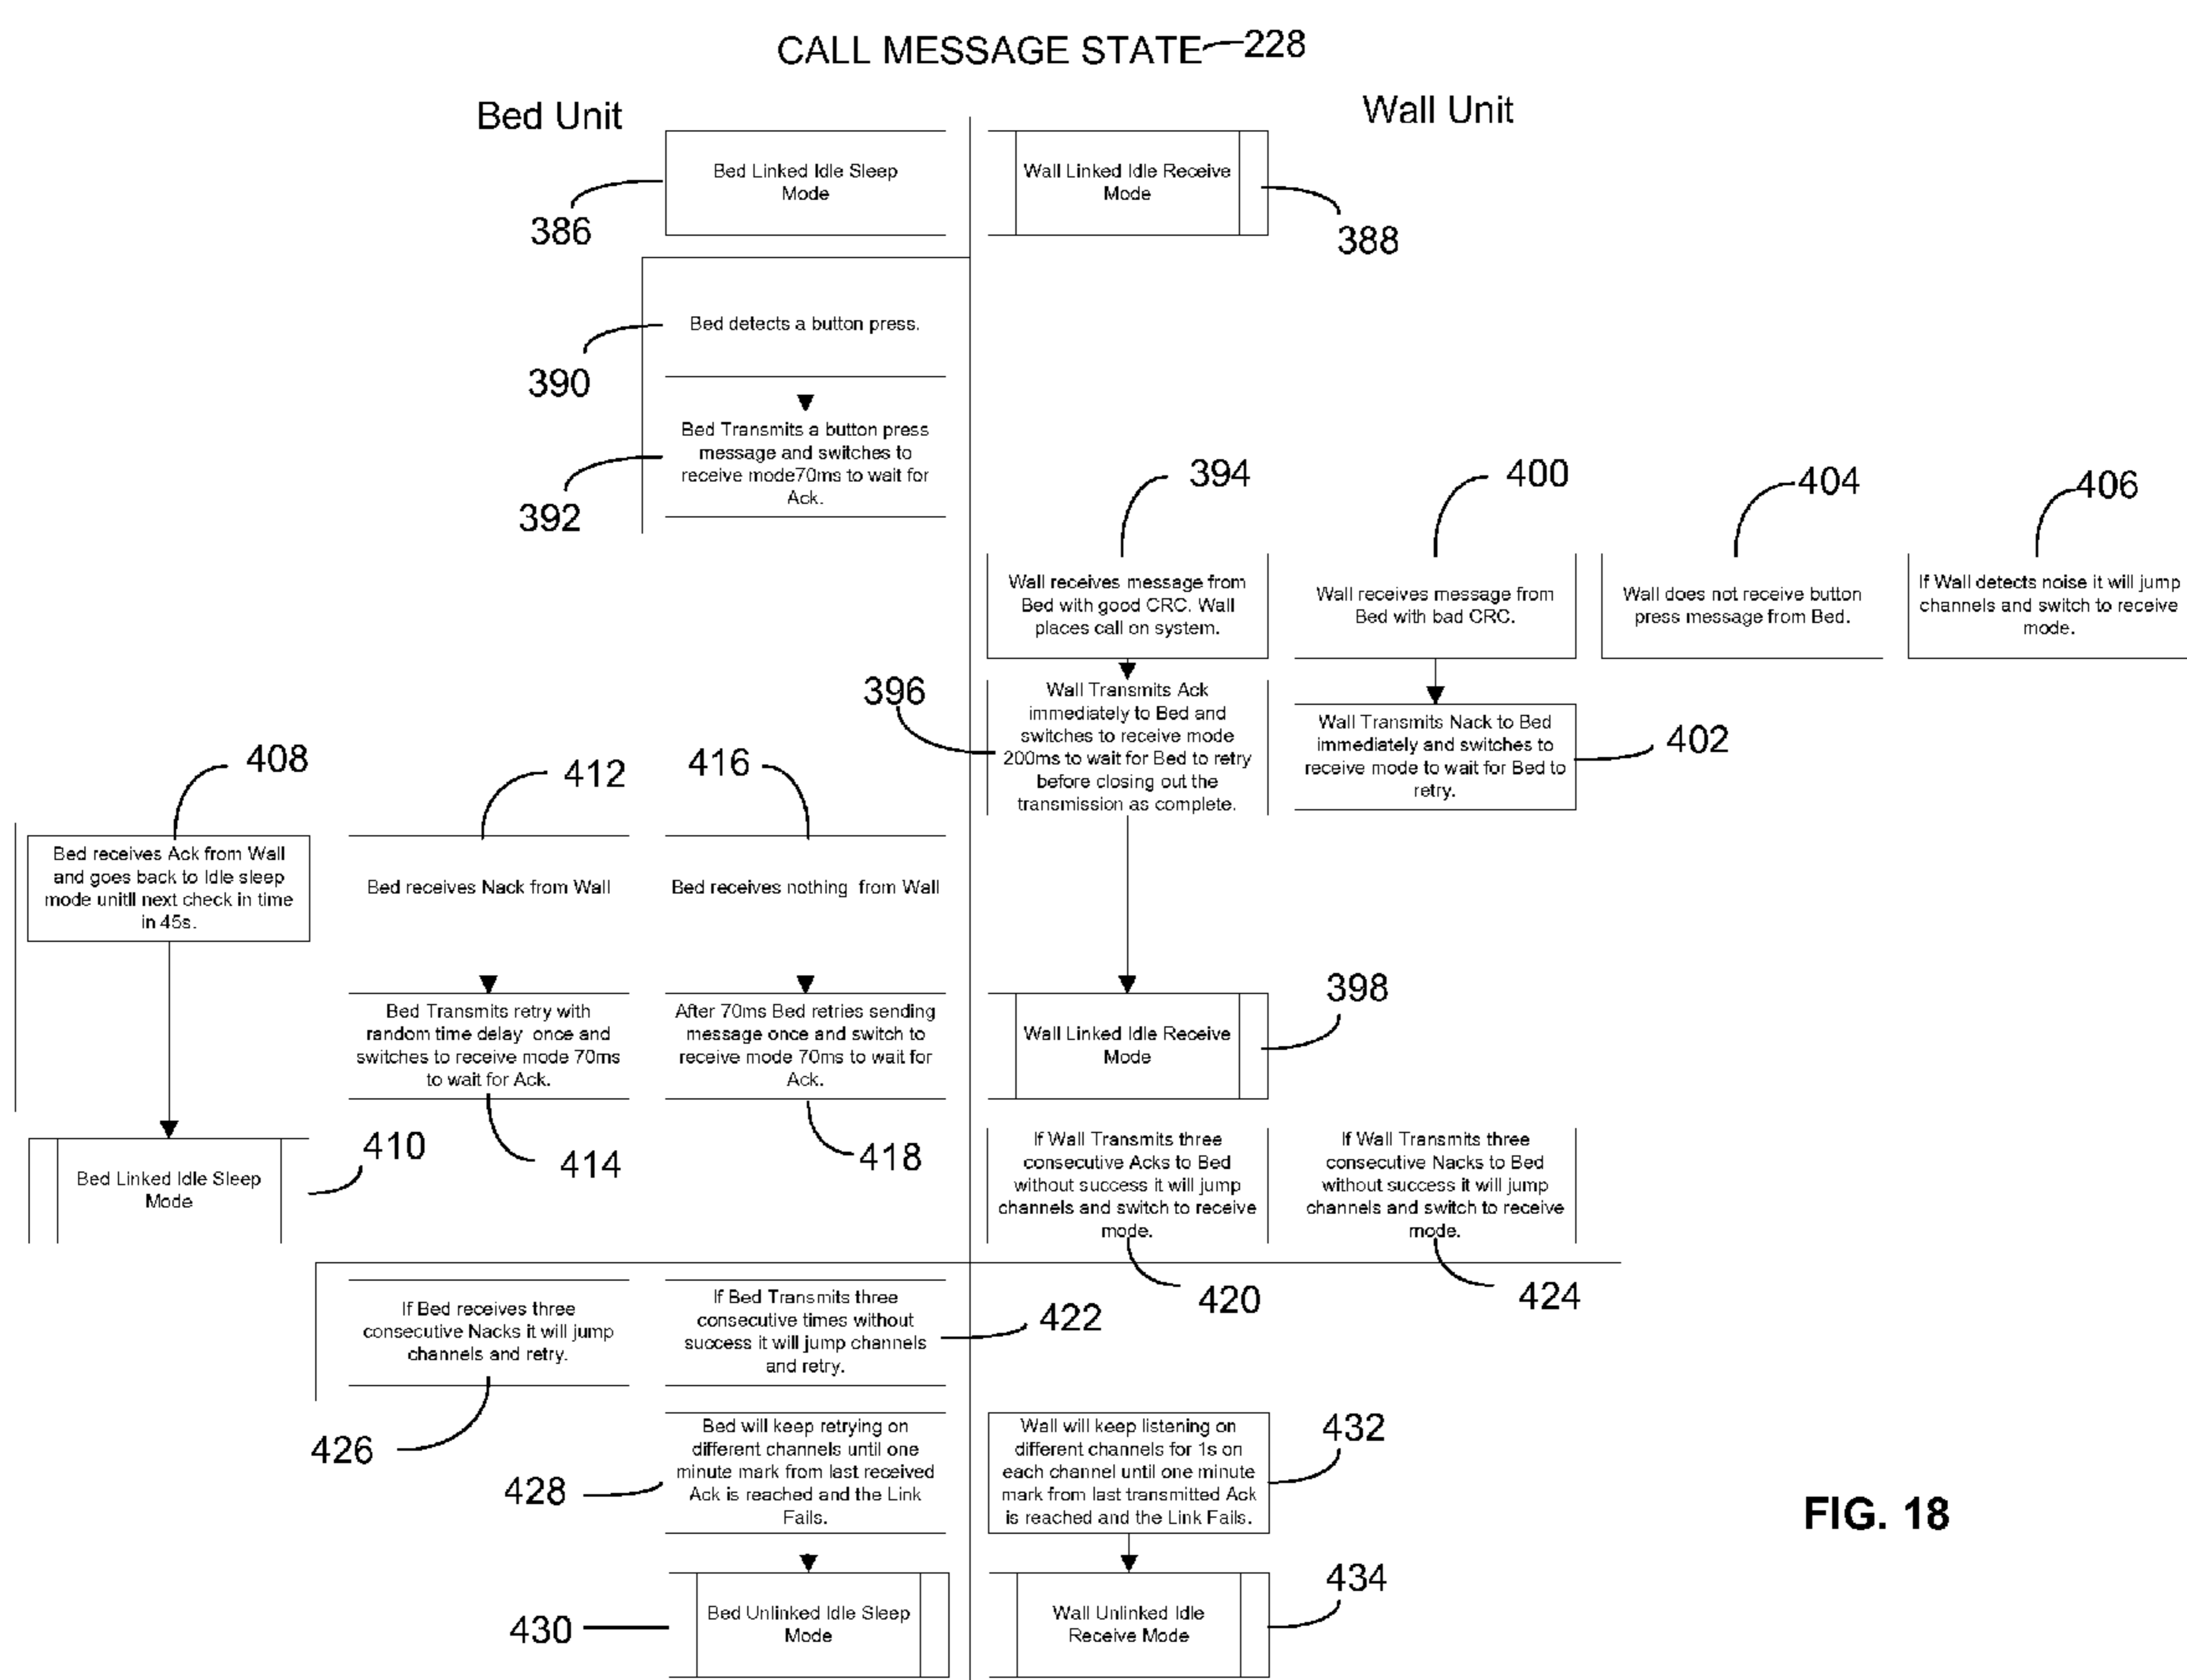 CALL MESSAGE STATE 228
Bed Unit
Wall Unit
Bed Linked Idle Sleep
Mode
386
Wall Linked Idle Receive
Mode
388
Bed detects a button press.
390
Bed Transmits a button press
message and switches to
receive mode70ms to wait for
Ack.
392
394
400
404
406
Wall receives message from
Bed with good CRC. Wall
places call on system.
Wall receives message from
Bed with bad CRC.
Wall does not receive button
press message from Bed.
If Wall detects noise it will jump
channels and switch to receive
mode.
396
Wall Transmits Ack
immediately to Bed and
switches to receive mode
200ms to wait for Bed to retry
before closing out the
transmission as complete.
Wall Transmits Nack to Bed
immediately and switches to
receive mode to wait for Bed to
retry.
402
408
412
416
Bed receives Ack from Wall
and goes back to Idle sleep
mode unitll next check in time
in 45s.
Bed receives Nack from Wall
Bed receives nothing from Wall
Bed Transmits retry with
random time delay once and
switches to receive mode 70ms
to wait for Ack.
414
After 70ms Bed retries sending
message once and switch to
receive mode 70ms to wait for
Ack.
418
Wall Linked Idle Receive
Mode
398
Bed Linked Idle Sleep
Mode
410
If Wall Transmits three
consecutive Acks to Bed
without success it will jump
channels and switch to receive
mode.
420
If Wall Transmits three
consecutive Nacks to Bed
without success it will jump
channels and switch to receive
mode.
424
If Bed receives three
consecutive Nacks it will jump
channels and retry.
426
If Bed Transmits three
consecutive times without
success it will jump channels
and retry.
422
Bed will keep retrying on
different channels until one
minute mark from last received
Ack is reached and the Link
Fails.
428
Wall will keep listening on
different channels for 1s on
each channel until one minute
mark from last transmitted Ack
is reached and the Link Fails.
432
Bed Unlinked Idle Sleep
Mode
430
Wall Unlinked Idle
Receive Mode
434
FIG. 18